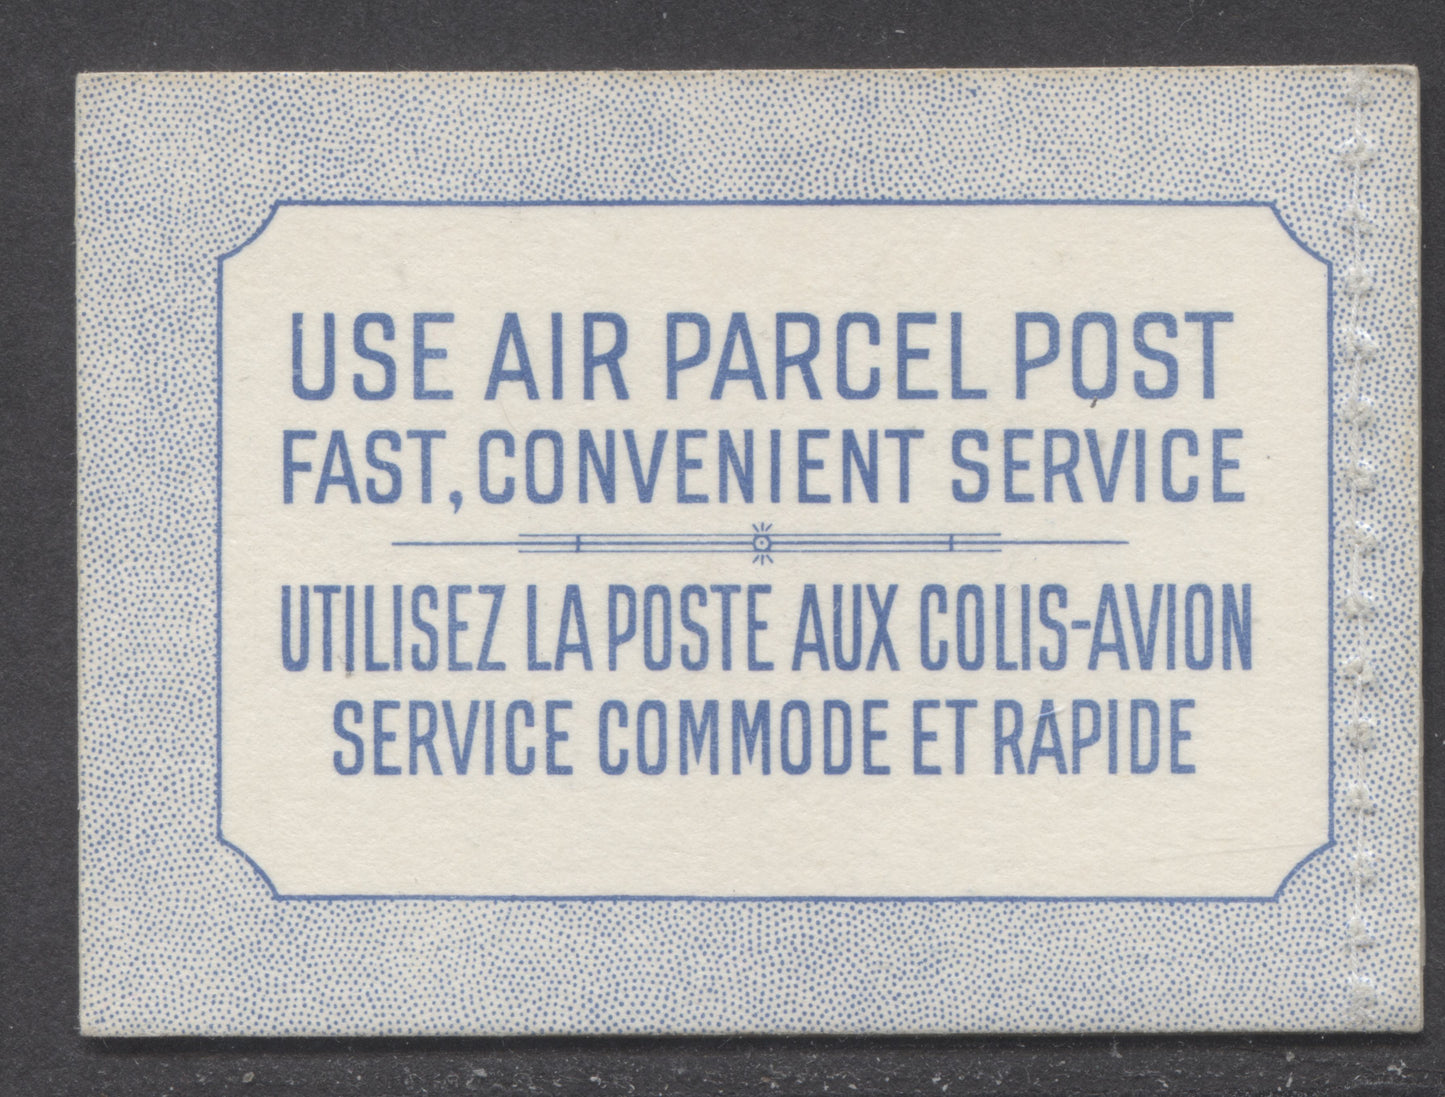 USE AIR PARCEL POST
FAST, CONVENIENT SERVICE
UTILISEZ LA POSTE AUX COLIS-AVION
SERVICE COMMODE ET RAPIDE